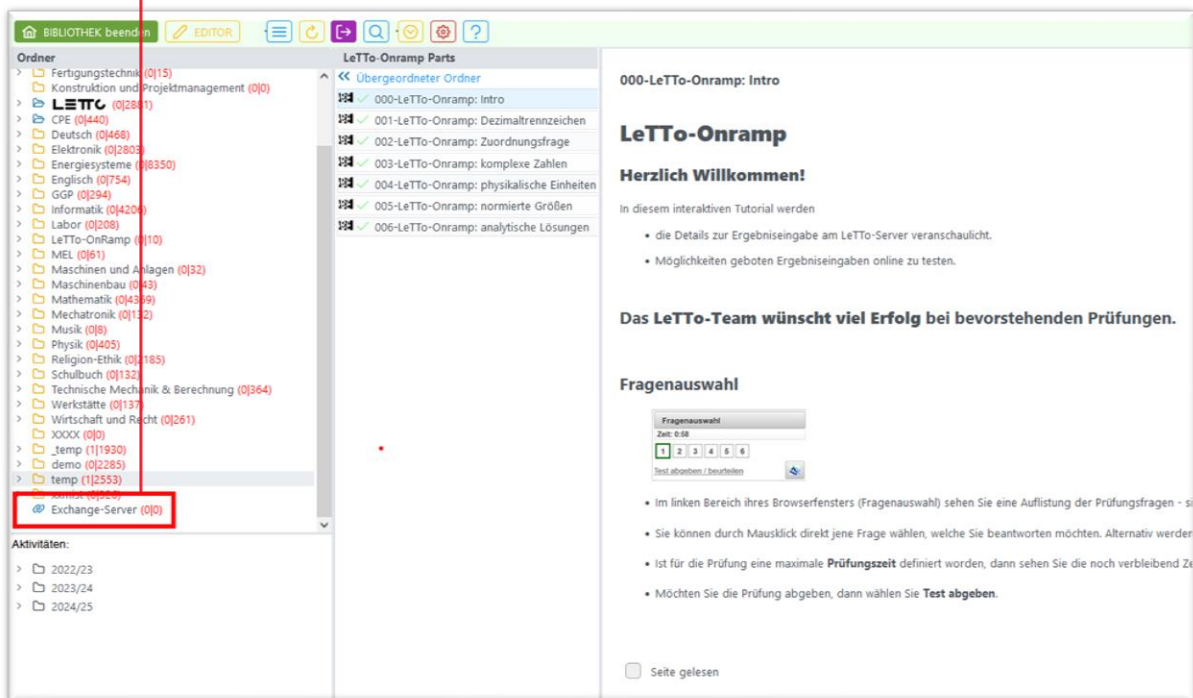 BIBLIOTHEK beenden
EDITOR
Ordner
Fertigungstechnik (0|15)
Konstruktion und Projektmanagement (0|0)
LETTO (0|2881)
CPE (0|440)
Deutsch (0|468)
Elektronik (0|2803)
Energiesysteme (0|8350)
Englisch (0|754)
GGP (0|294)
Informatik (0|4206)
Labor (0|208)
LeTTo-OnRamp (0|10)
MEL (0|61)
Maschinen und Anlagen (0|32)
Maschinenbau (0|43)
Mathematik (0|4369)
Mechatronik (0|132)
Musik (0|8)
Physik (0|405)
Religion-Ethik (0|2185)
Schulbuch (0|132)
Technische Mechanik & Berechnung (0|364)
Werkstätte (0|137)
Wirtschaft und Recht (0|261)
XXXX (0|0)
_temp (1|1930)
demo (0|2285)
temp (1|2553)
Exchange-Server (0|0)
Aktivitäten:
2022/23
2023/24
2024/25
LeTTo-Onramp Parts
Übergeordneter Ordner
000-LeTTo-Onramp: Intro
001-LeTTo-Onramp: Dezimaltrennzeichen
002-LeTTo-Onramp: Zuordnungsfrage
003-LeTTo-Onramp: komplexe Zahlen
004-LeTTo-Onramp: physikalische Einheiten
005-LeTTo-Onramp: normierte Größen
006-LeTTo-Onramp: analytische Lösungen
000-LeTTo-Onramp: Intro
LeTTo-Onramp
Herzlich Willkommen!
In diesem interaktiven Tutorial werden
• die Details zur Ergebniseingabe am LeTTo-Server veranschaulicht.
• Möglichkeiten geboten Ergebniseingaben online zu testen.
Das LeTTo-Team wünscht viel Erfolg bei bevorstehenden Prüfungen.
Fragenauswahl
Fragenauswahl
Zeit: 0:58
1 2 3 4 5 6
Test abgeben / beurteilen
• Im linken Bereich ihres Browserfensters (Fragenauswahl) sehen Sie eine Auflistung der Prüfungsfragen -
• Sie können durch Mausklick direkt jene Frage wählen, welche Sie beantworten möchten. Alternativ werden
• Ist für die Prüfung eine maximale Prüfungszeit definiert worden, dann sehen Sie die noch verbleibend
• Möchten Sie die Prüfung abgeben, dann wählen Sie Test abgeben.
Seite gelesen